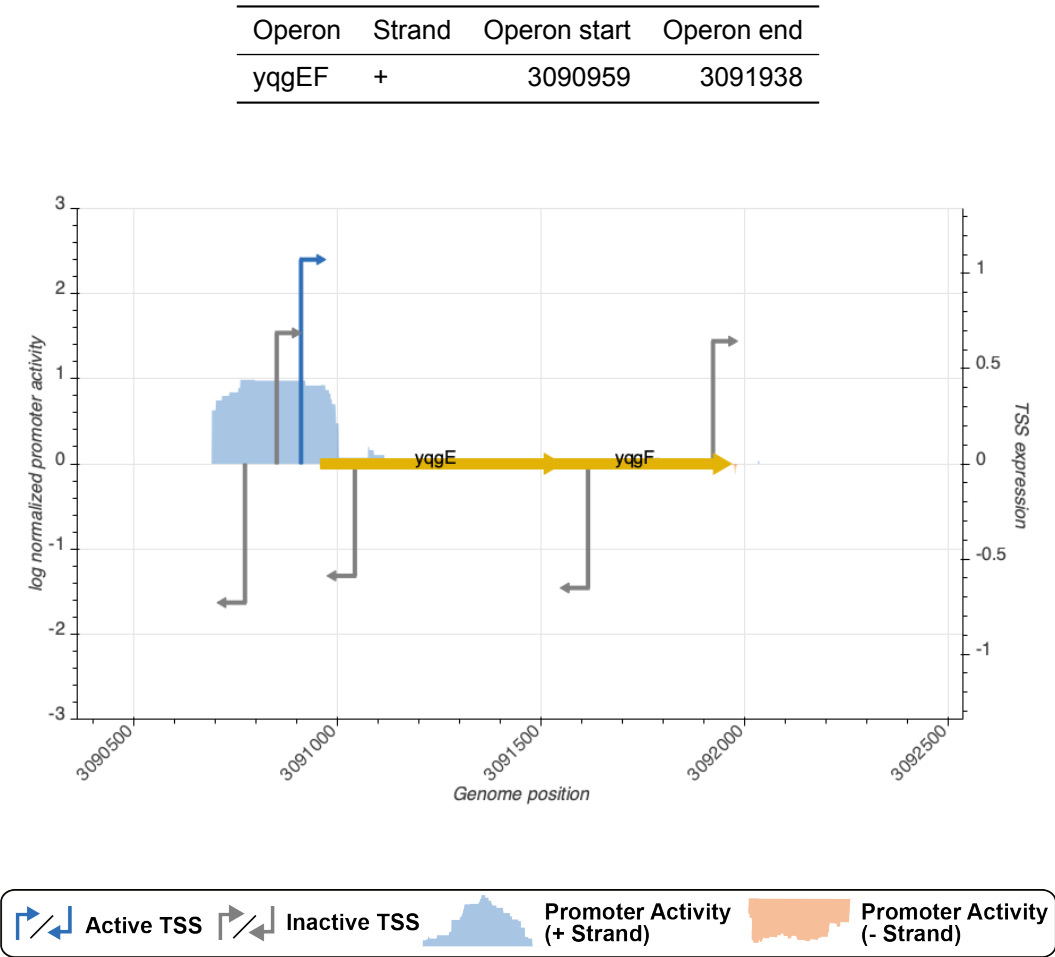 Operon Strand Operon start Operon end
yqgEF + 3090959 3091938
3
2
1
0
-1
-2
-3
log normalized promoter activity
1
0.5
0
-0.5
-1
TSS expression
yqgE yqgF
3090500 3091000 3091500 3092000 3092500
Genome position
Active TSS Inactive TSS Promoter Activity (+ Strand) Promoter Activity (- Strand)